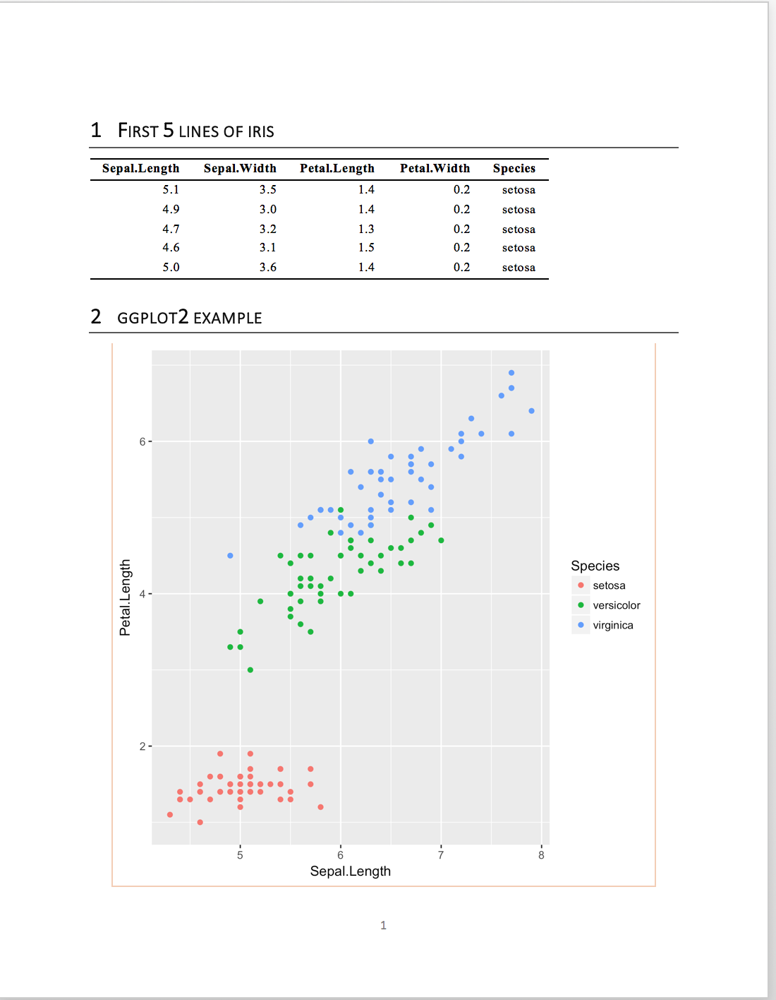 1 First 5 lines of iris
Sepal.Length Sepal.Width Petal.Length Petal.Width Species
5.1 3.5 1.4 0.2 setosa
4.9 3.0 1.4 0.2 setosa
4.7 3.2 1.3 0.2 setosa
4.6 3.1 1.5 0.2 setosa
5.0 3.6 1.4 0.2 setosa
2 ggplot2 example
6
4
2
Petal.Length
5 6 7 8
Sepal.Length
Species
setosa
versicolor
virginica
1